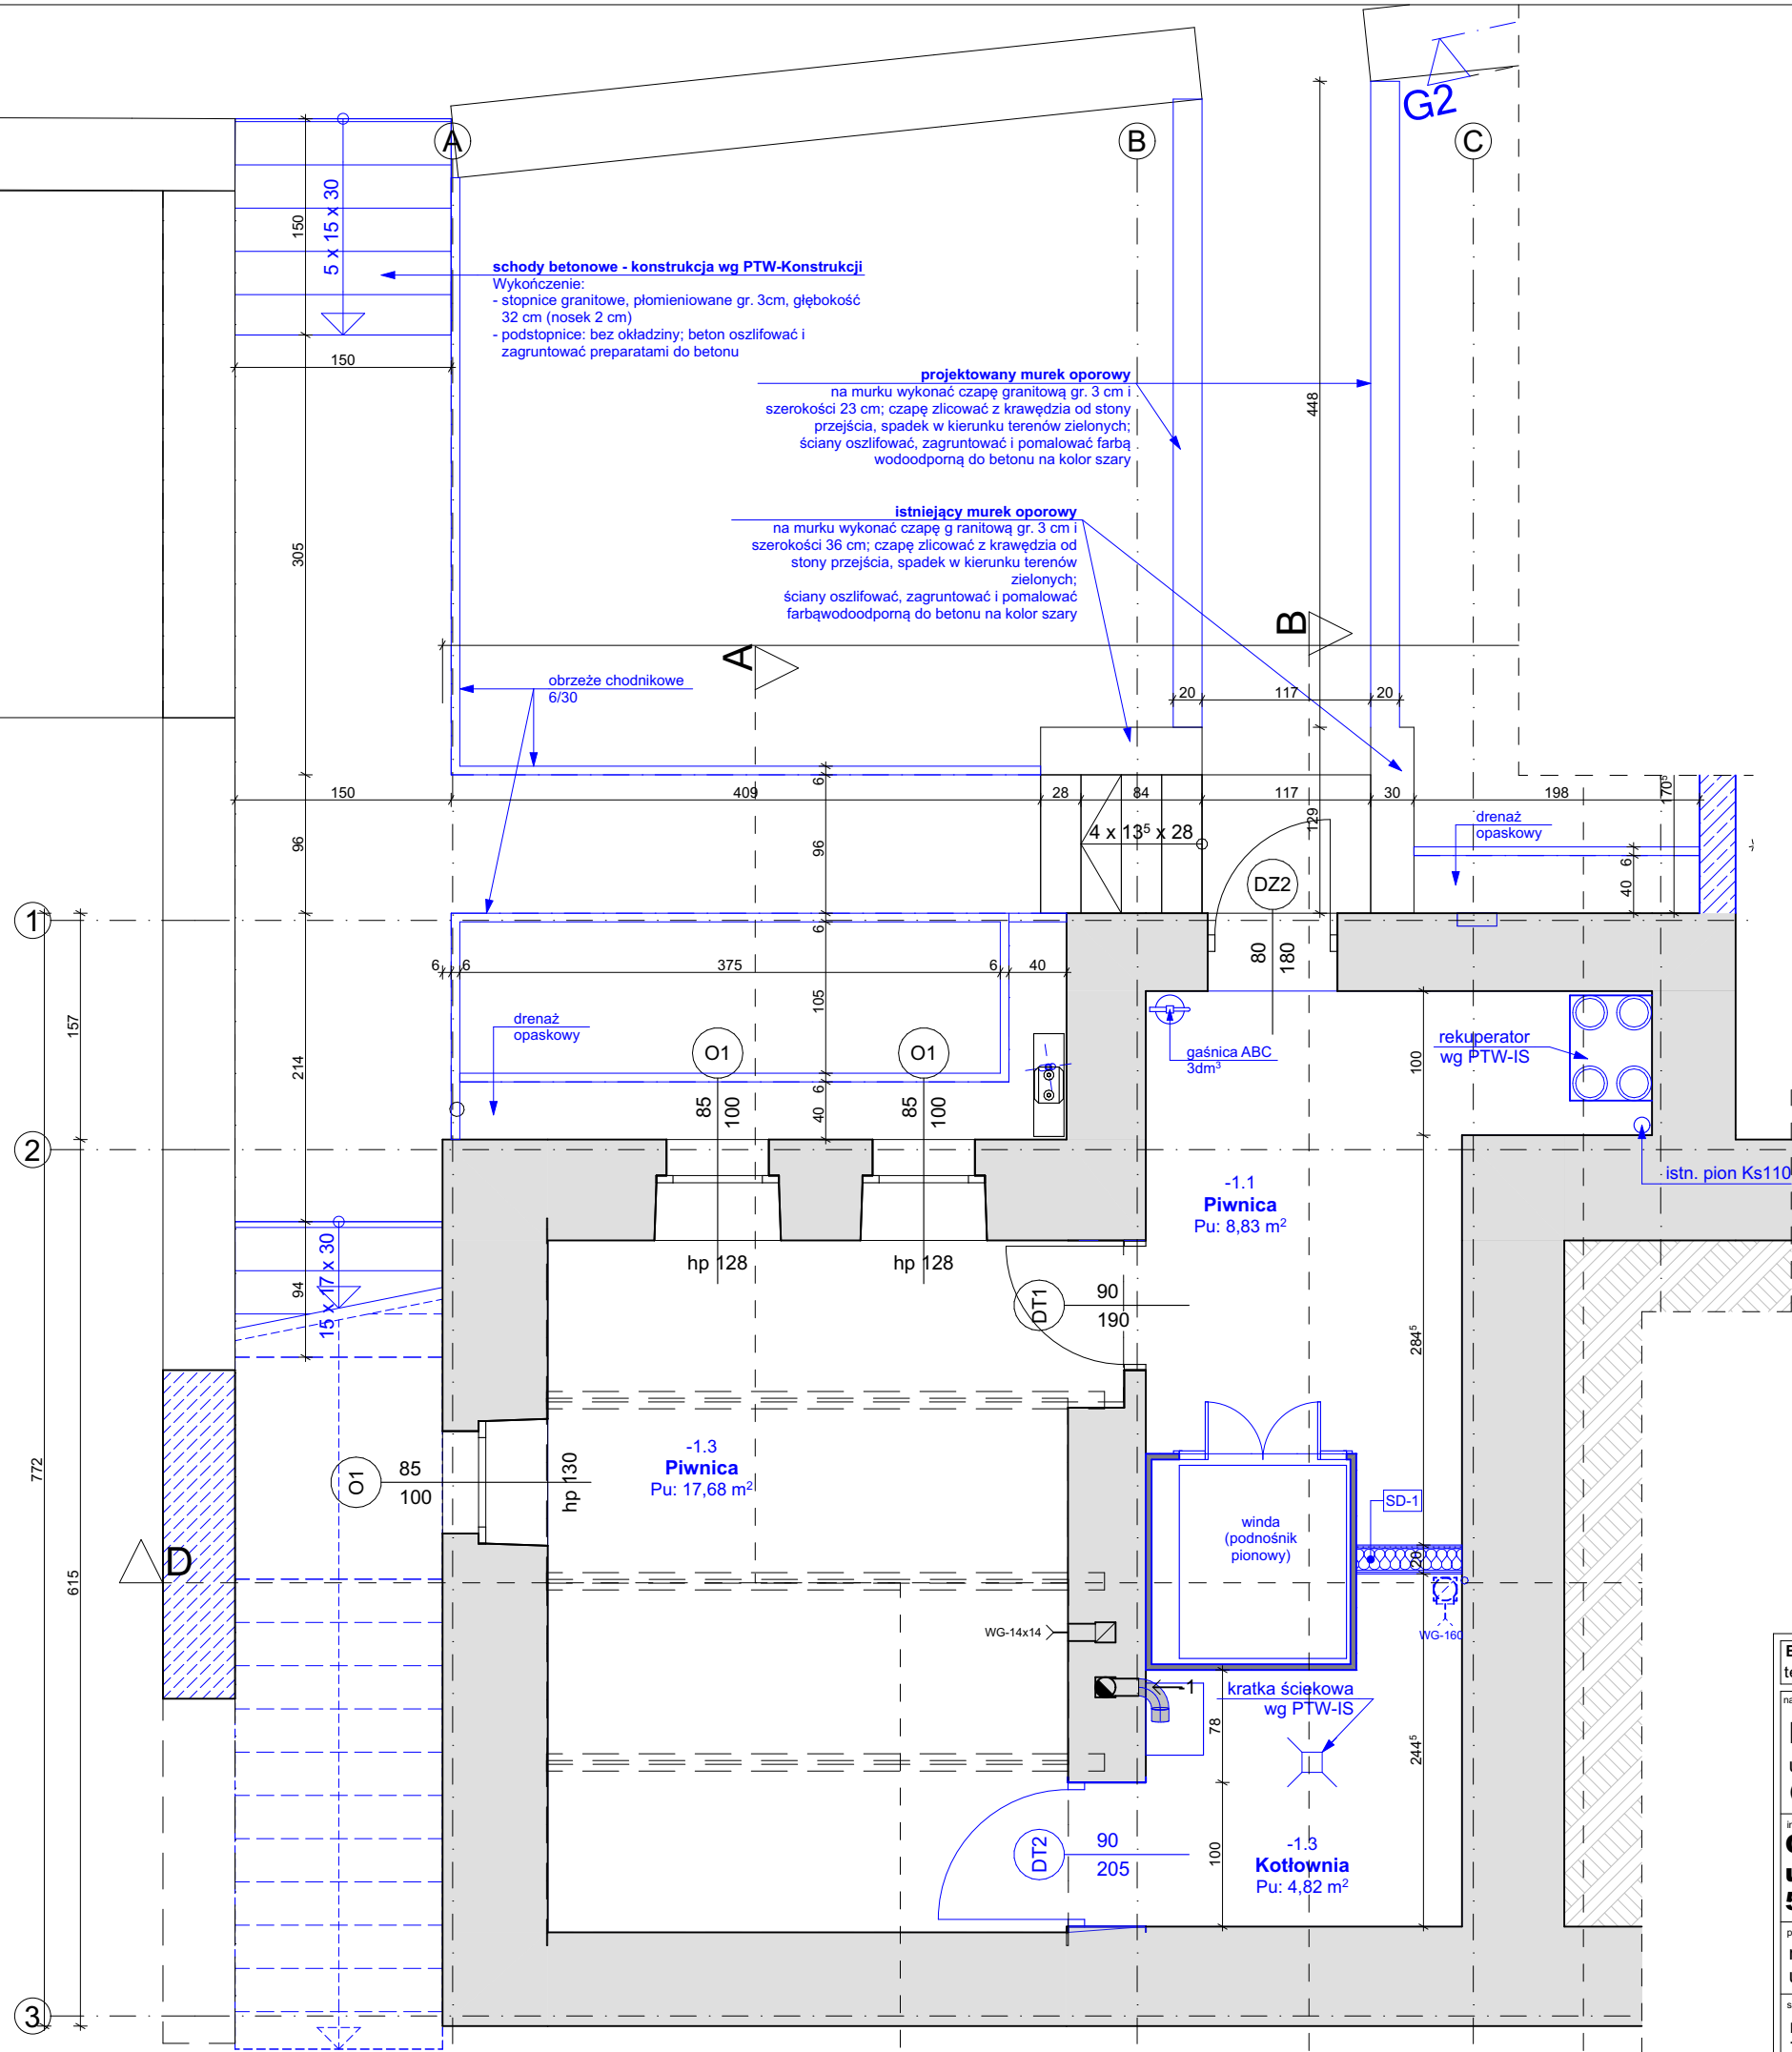 G2
A
B
C
5 x 15 x 30
150
150
schody betonowe - konstrukcja wg PTW-Konstrukcji
Wykończenie:
- stopnice granitowe, płomieniowane gr. 3cm, głębokość
32 cm (nosek 2 cm)
- podstopnice: bez okładziny; beton oszlifować i
zagruntować preparatami do betonu
projektowany murek oporowy
na murku wykonać czapę granitową gr. 3 cm i
szerokości 23 cm; czapę zlicować z krawędzia od stony
przejścia, spadek w kierunku terenów zielonych;
ściany oszlifować, zagruntować i pomalować farbą
wodoodporną do betonu na kolor szary
448
istniejący murek oporowy
na murku wykonać czapę g ranitową gr. 3 cm i
szerokości 36 cm; czapę zlicować z krawędzia od
stony przejścia, spadek w kierunku terenów
zielonych;
ściany oszlifować, zagruntować i pomalować
farbąwodoodporną do betonu na kolor szary
305
A
B
obrzeże chodnikowe
6/30
20
117
20
6
150
409
28
84
117
30
198
170⁵
129
96
96
4 x 13⁵ x 28
drenaż
opaskowy
6
40
DZ2
80
180
1
6
6
6
375
6
40
105
157
214
drenaż
opaskowy
O1
O1
85
100
85
100
6
40
gaśnica ABC
3dm³
rekuperator
wg PTW-IS
100
2
istn. pion Ks110
-1.1
Piwnica
Pu: 8,83 m²
hp 128
hp 128
15 x 17 x 30
94
DT1
90
190
284⁵
772
615
O1
85
100
hp 130
-1.3
Piwnica
Pu: 17,68 m²
winda
(podnośnik
pionowy)
SD-1
20
D
WG-14x14
WG-160
1
kratka ściekowa
wg PTW-IS
78
244⁵
DT2
90
205
100
-1.3
Kotłownia
Pu: 4,82 m²
3